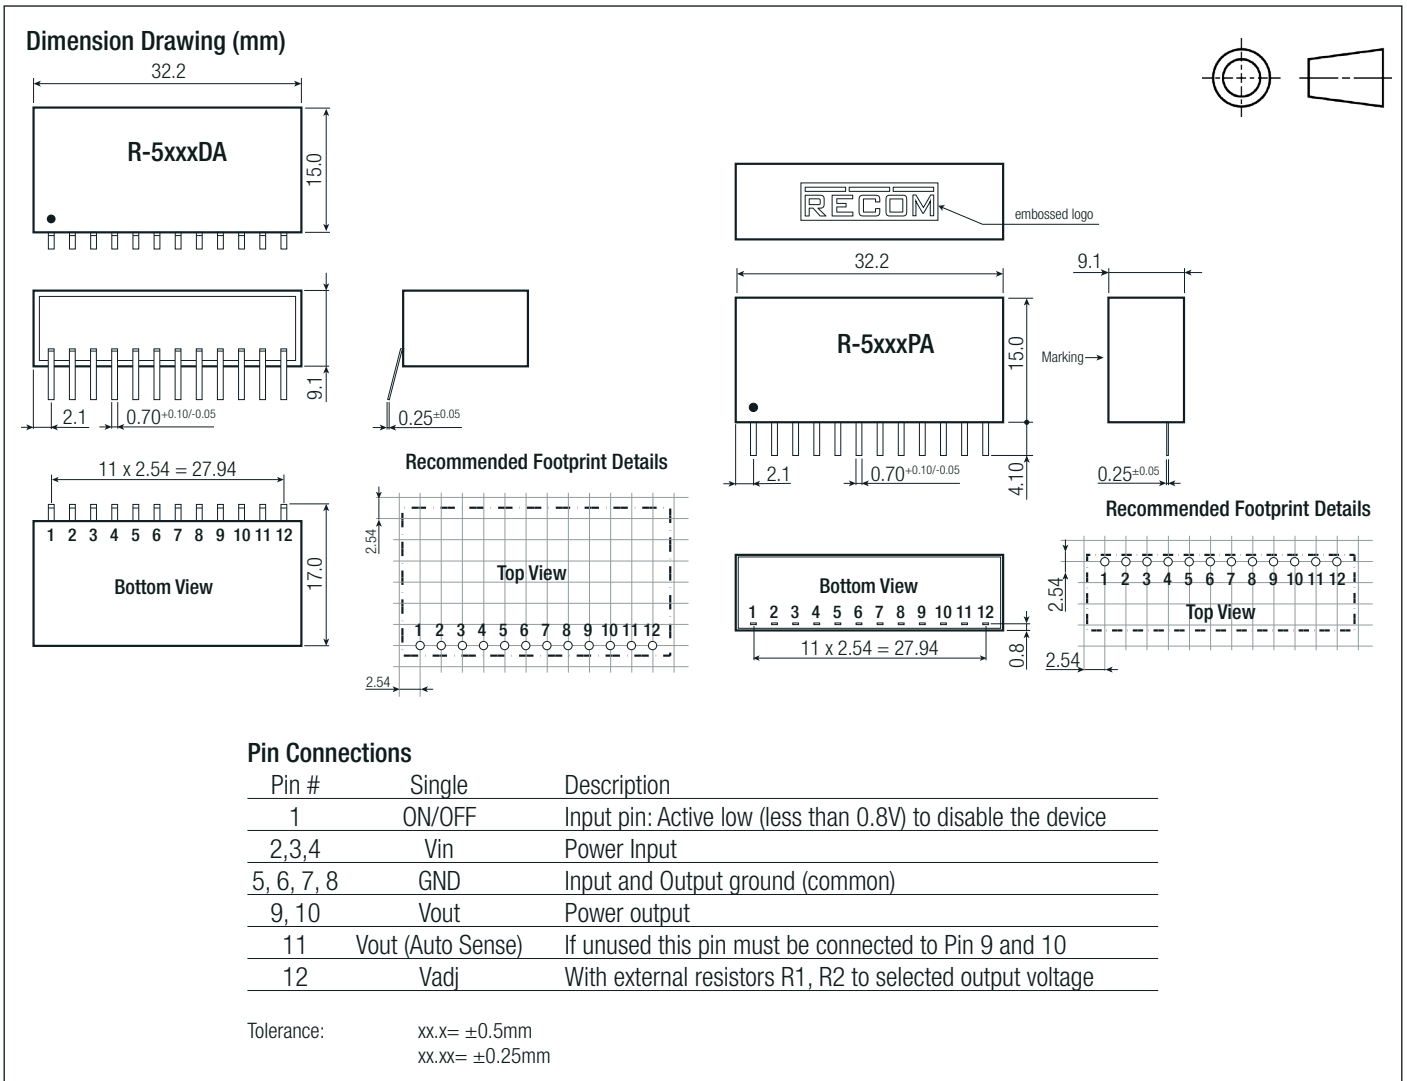 Dimension Drawing (mm)
32.2
R-5xxxDA
15.0
9.1
2.1
0.70+0.10/-0.05
0.25±0.05
11 x 2.54 = 27.94
1 2 3 4 5 6 7 8 9 10 11 12
Bottom View
17.0
Recommended Footprint Details
2.54
Top View
1 2 3 4 5 6 7 8 9 10 11 12
2.54
RECOM
embossed logo
32.2
9.1
R-5xxxPA
15.0
Marking
2.1
0.70+0.10/-0.05
4.10
0.25±0.05
Recommended Footprint Details
Bottom View
1 2 3 4 5 6 7 8 9 10 11 12
11 x 2.54 = 27.94
0.8
2.54
1 2 3 4 5 6 7 8 9 10 11 12
Top View
2.54
Pin Connections
Pin # Single Description
1 ON/OFF Input pin: Active low (less than 0.8V) to disable the device
2,3,4 Vin Power Input
5, 6, 7, 8 GND Input and Output ground (common)
9, 10 Vout Power output
11 Vout (Auto Sense) If unused this pin must be connected to Pin 9 and 10
12 Vadj With external resistors R1, R2 to selected output voltage
Tolerance: xx.x= ±0.5mm
xx.xx= ±0.25mm